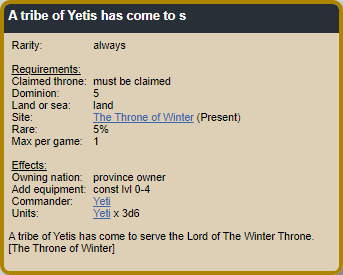 A tribe of Yetis has come to s
Rarity: always
Requirements:
Claimed throne: must be claimed
Dominion: 5
Land or sea: land
Site: The Throne of Winter (Present)
Rare: 5%
Max per game: 1
Effects:
Owning nation: province owner
Add equipment: const lvl 0-4
Commander: Yeti
Units: Yeti x 3d6
A tribe of Yetis has come to serve the Lord of The Winter Throne.
[The Throne of Winter]